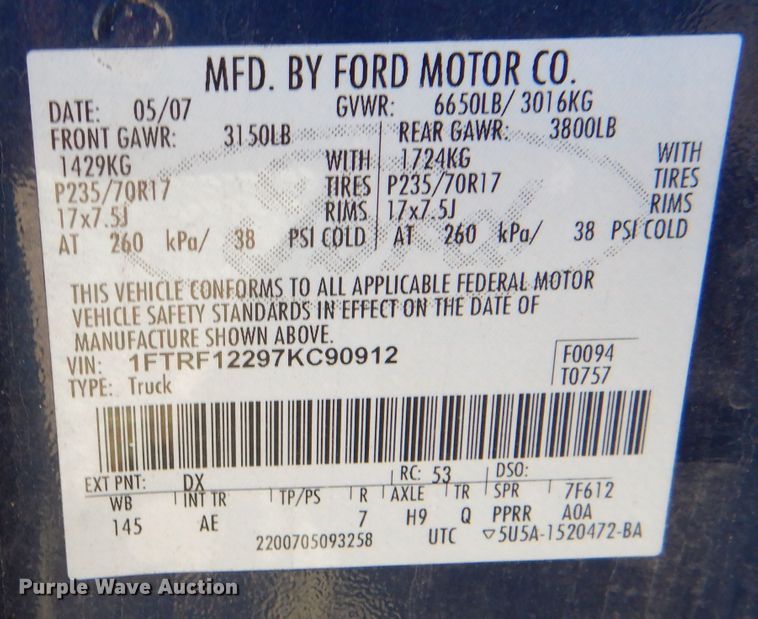 MFD. BY FORD MOTOR CO.
DATE: 05/07 GVWR: 6650LB/ 3016KG
FRONT GAWR: 3150LB REAR GAWR: 3800LB
1429KG WITH 1724KG WITH
P235/70R17 TIRES P235/70R17 TIRES
17x7.5J RIMS 17x7.5J RIMS
AT 260 kPa/ 38 PSI COLD AT 260 kPa/ 38 PSI COLD
THIS VEHICLE CONFORMS TO ALL APPLICABLE FEDERAL MOTOR
VEHICLE SAFETY STANDARDS IN EFFECT ON THE DATE OF
MANUFACTURE SHOWN ABOVE.
VIN: 1FTRF12297KC90912 F0094
TYPE: Truck T0757
EXT PNT: DX RC: 53 DSO:
WB INT TR TP/PS R AXLE TR SPR 7F612
145 AE 7 H9 Q PPRR A0A
2200705093258 UTC ▽5U5A-1520472-BA
Ford
Purple Wave Auction